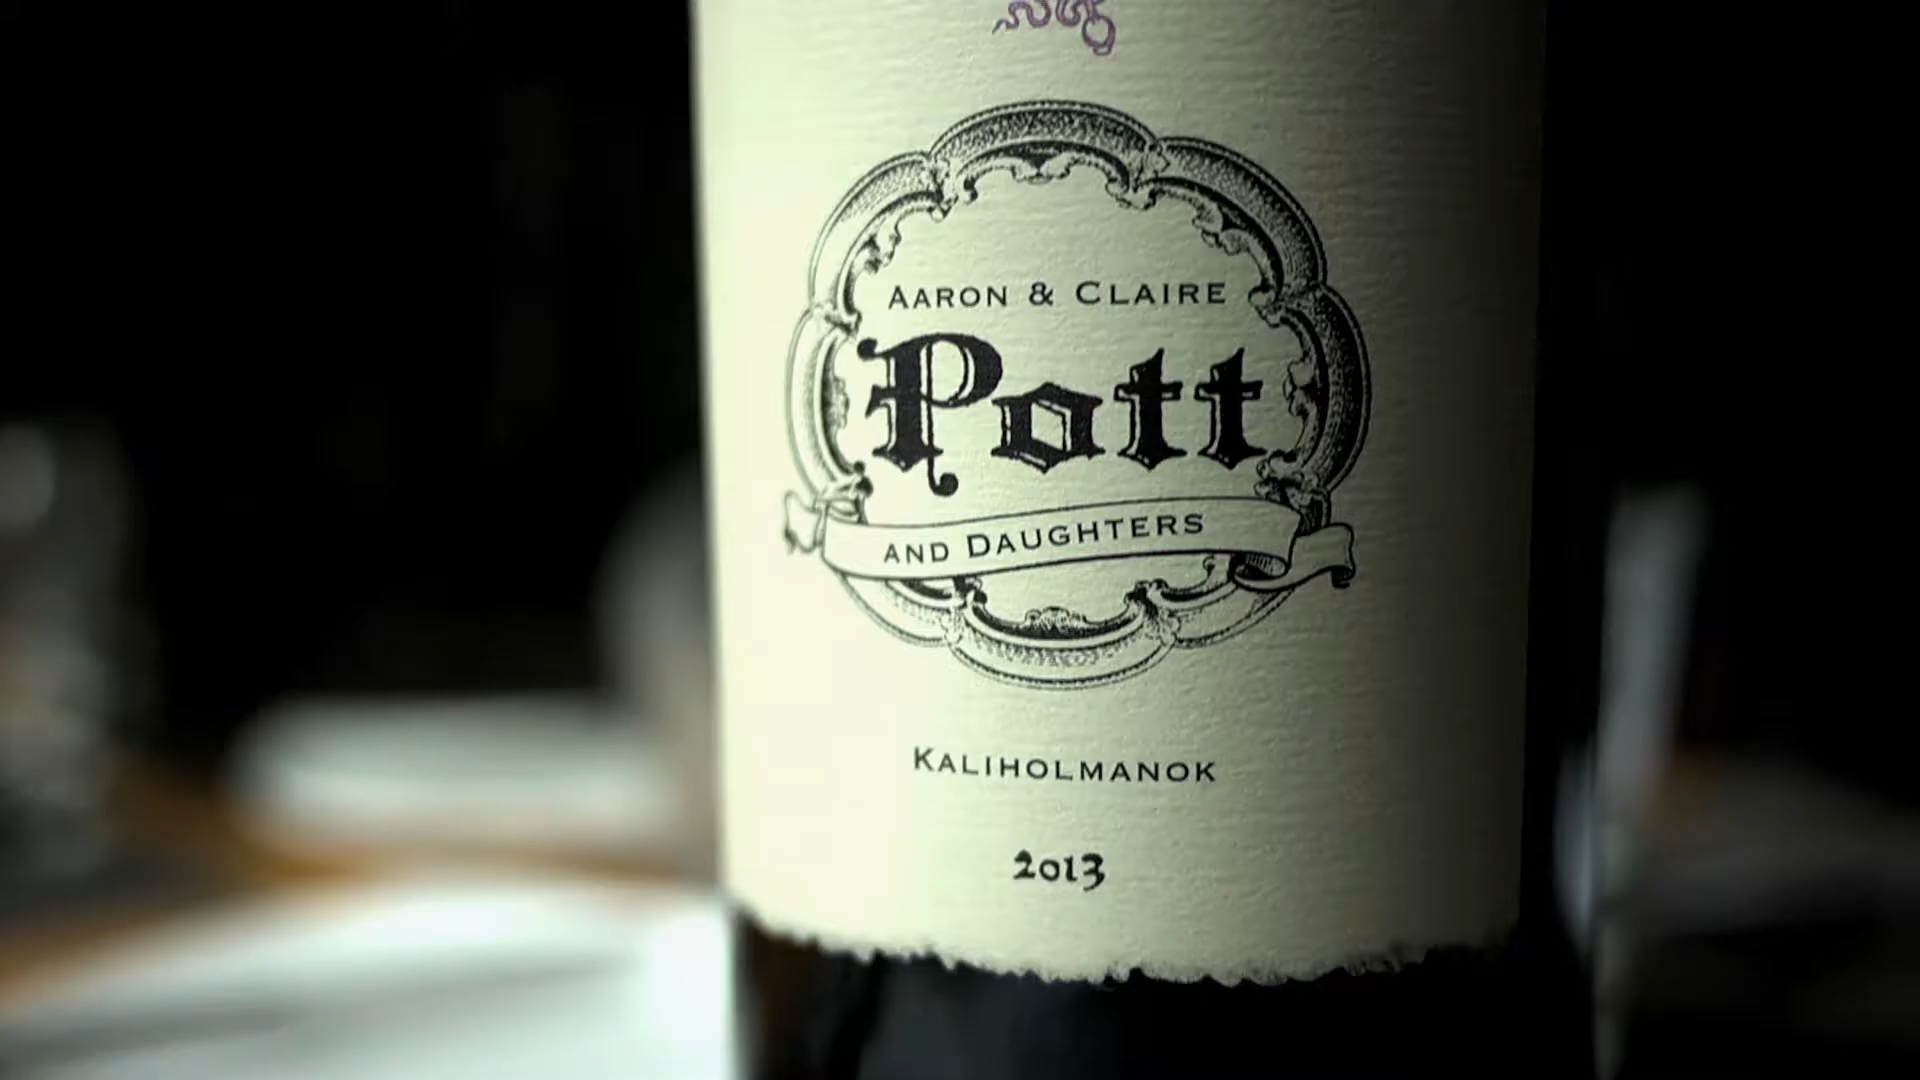 AARON & CLAIRE
Pott
AND DAUGHTERS
KALIHOLMANOK
2013